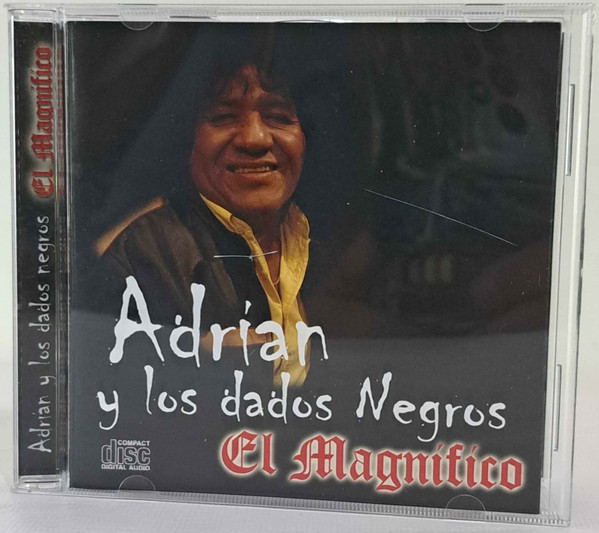 Adrian y los dados negros El Magnifico
Adrian
y los dados Negros
El Magnifico
COMPACT
disc
DIGITAL AUDIO